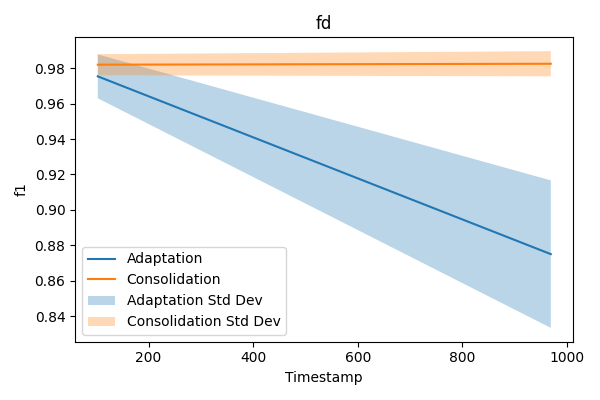 fd
f1
0.98
0.96
0.94
0.92
0.90
0.88
0.86
0.84
Adaptation
Consolidation
Adaptation Std Dev
Consolidation Std Dev
200
400
600
800
1000
Timestamp